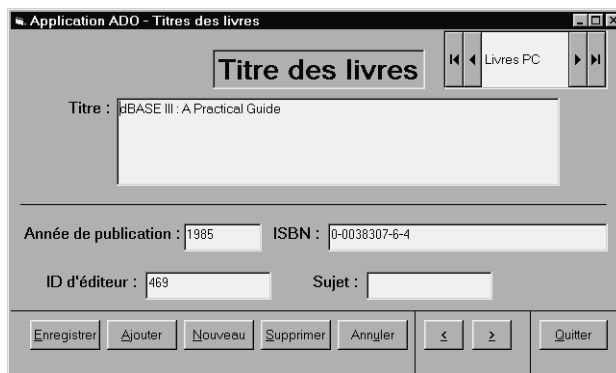 Application ADO - Titres des livres
Titre des livres
Livres PC
Titre : dBASE III : A Practical Guide
Année de publication : 1985 ISBN : 0-0038307-6-4
ID d'éditeur : 469 Sujet :
Enregistrer Ajouter Nouveau Supprimer Annuler < > Quitter